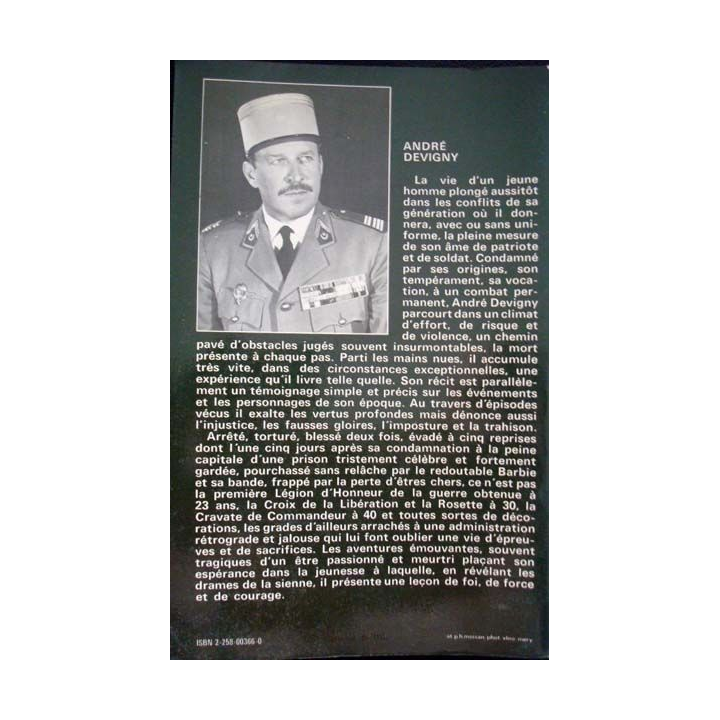 ANDRÉ
DEVIGNY
La vie d'un jeune
homme plongé aussitôt
dans les conflits de sa
génération où il don-
nera, avec ou sans uni-
forme, la pleine mesure
de son âme de patriote
et de soldat. Condamné
par ses origines, son
tempérament, sa voca-
tion, à un combat per-
manent, André Devigny
parcourt dans un climat
d'effort, de risque et
de violence, un chemin
pavé d'obstacles jugés souvent insurmontables, la mort
présente à chaque pas. Parti les mains nues, il accumule
très vite, dans des circonstances exceptionnelles, une
expérience qu'il livre telle quelle. Son récit est parallèle-
ment un témoignage simple et précis sur les événements
et les personnages de son époque. Au travers d'épisodes
vécus il exalte les vertus profondes mais dénonce aussi
l'injustice, les fausses gloires, l'imposture et la trahison.
Arrêté, torturé, blessé deux fois, évadé à cinq reprises
dont l'une cinq jours après sa condamnation à la peine
capitale d'une prison tristement célèbre et fortement
gardée, pourchassé sans relâche par le redoutable Barbie
et sa bande, frappé par la perte d'êtres chers, ce n'est pas
la première Légion d'Honneur de la guerre obtenue à
23 ans, la Croix de la Libération et la Rosette à 30, la
Cravate de Commandeur à 40 et toutes sortes de déco-
rations, les grades d'ailleurs arrachés à une administration
rétrograde et jalouse qui lui font oublier une vie d'épreu-
ves et de sacrifices. Les aventures émouvantes, souvent
tragiques d'un être passionné et meurtri plaçant son
espérance dans la jeunesse à laquelle, en révélant les
drames de la sienne, il présente une leçon de foi, de force
et de courage.
ISBN 2-258-00366-0
phot.